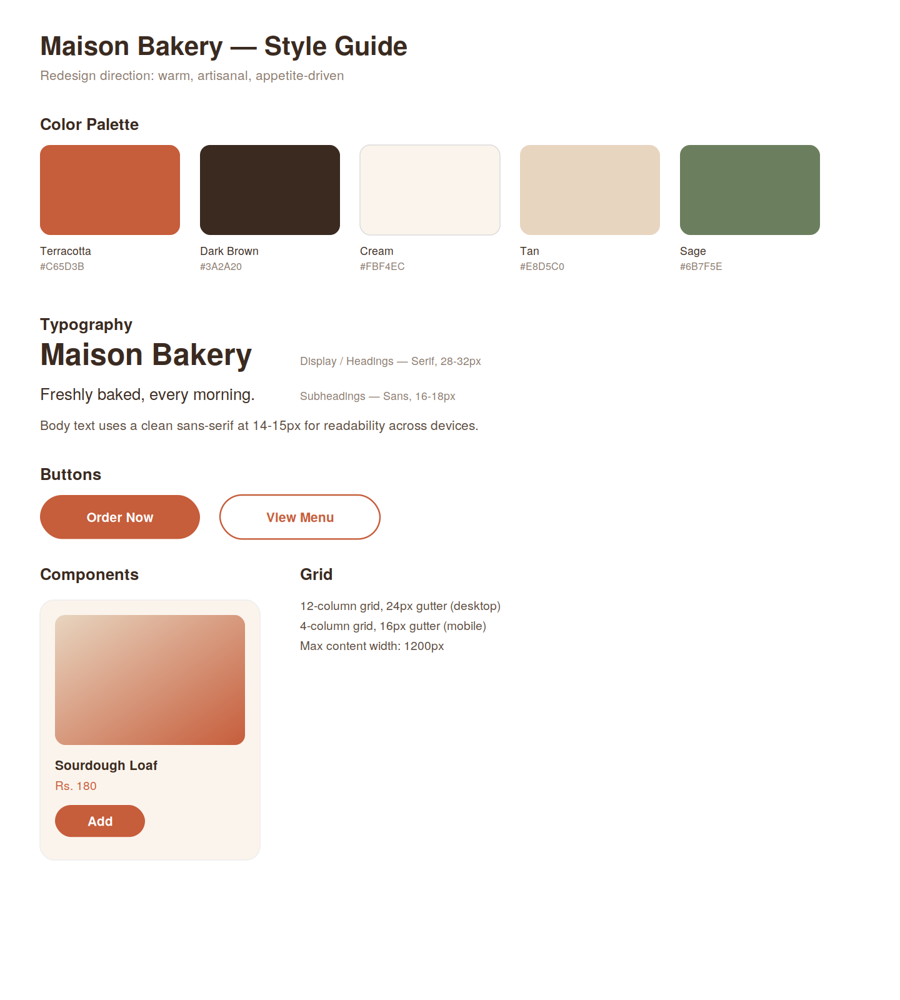 Maison Bakery — Style Guide
Redesign direction: warm, artisanal, appetite-driven
Color Palette
Terracotta
#C65D3B
Dark Brown
#3A2A20
Cream
#FBF4EC
Tan
#E8D5C0
Sage
#6B7F5E
Typography
Maison Bakery
Display / Headings — Serif, 28-32px
Freshly baked, every morning.
Subheadings — Sans, 16-18px
Body text uses a clean sans-serif at 14-15px for readability across devices.
Buttons
Order Now
View Menu
Components
Sourdough Loaf
Rs. 180
Add
Grid
12-column grid, 24px gutter (desktop)
4-column grid, 16px gutter (mobile)
Max content width: 1200px